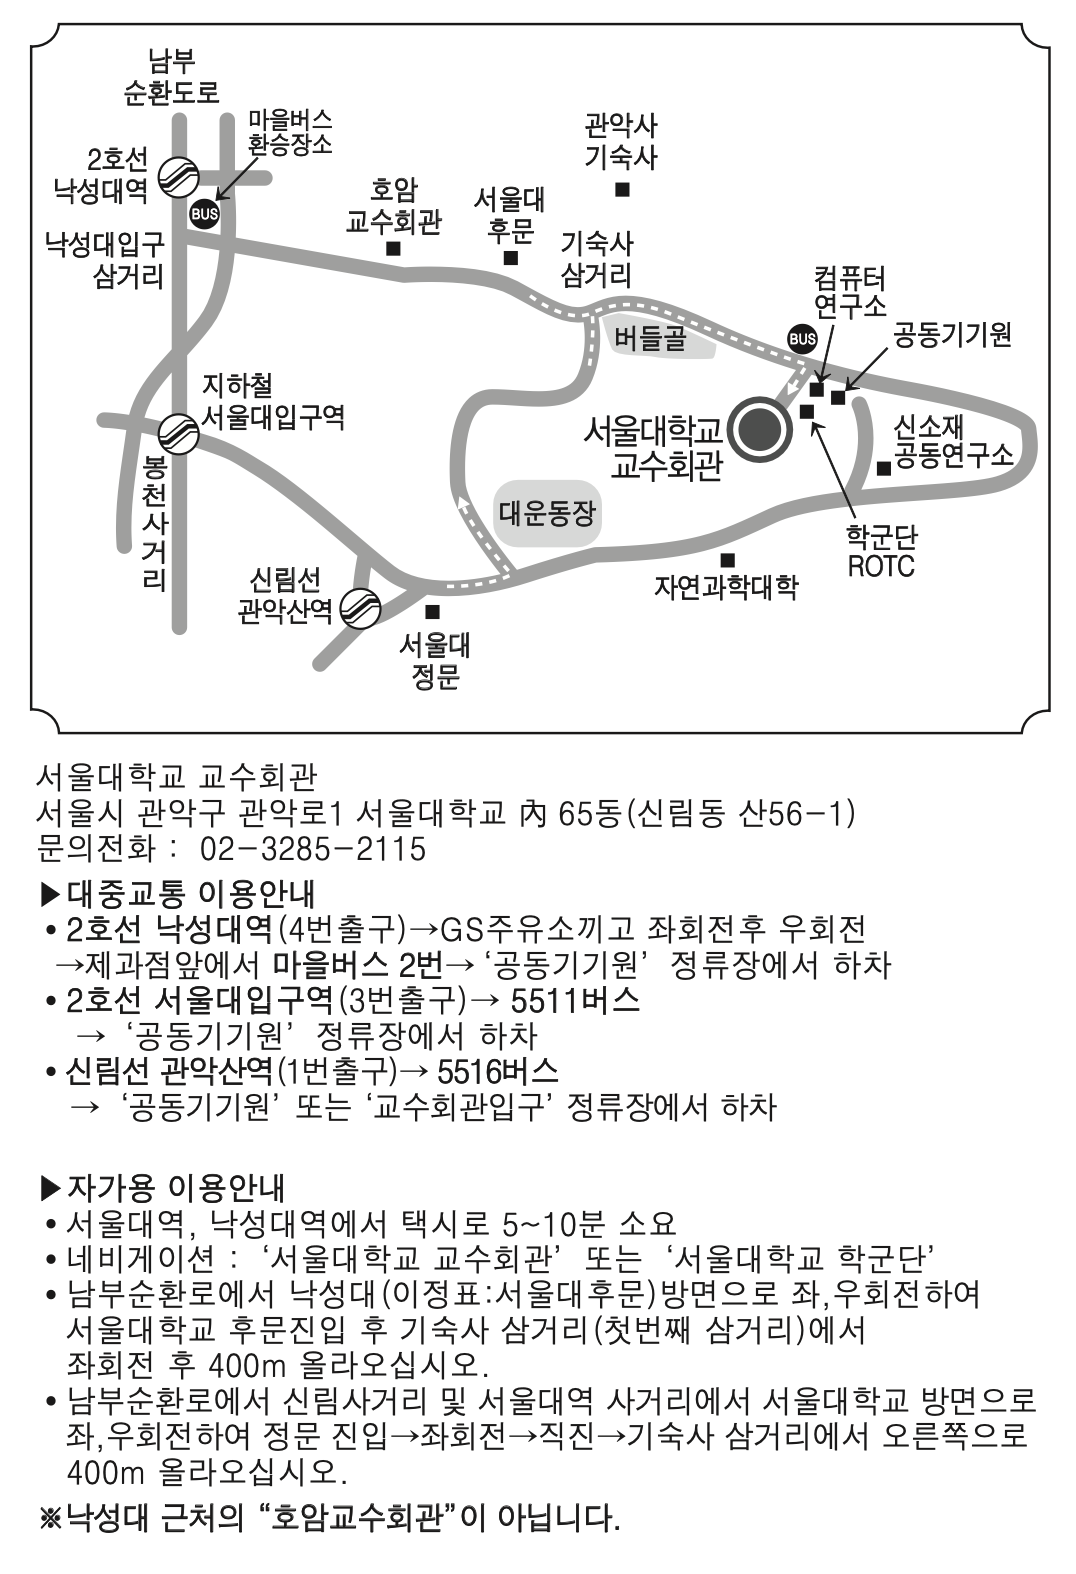 남부
순환도로
마을버스
환승장소
2호선
낙성대역
BUS
낙성대입구
삼거리
호암
교수회관
서울대
후문
관악사
기숙사
기숙사
삼거리
버들골
컴퓨터
연구소
BUS
공동기기원
지하철
서울대입구역
봉천사거리
서울대학교
교수회관
신소재
공동연구소
대운동장
학군단
ROTC
신림선
관악산역
자연과학대학
서울대
정문
서울대학교 교수회관
서울시 관악구 관악로1 서울대학교 內 65동(신림동 산56-1)
문의전화 : 02-3285-2115
▶대중교통 이용안내
• 2호선 낙성대역(4번출구)→GS주유소끼고 좌회전후 우회전
→제과점앞에서 마을버스 2번→ ‘공동기기원’ 정류장에서 하차
• 2호선 서울대입구역(3번출구)→ 5511버스
→ ‘공동기기원’ 정류장에서 하차
• 신림선 관악산역(1번출구)→ 5516버스
→ ‘공동기기원’ 또는 ‘교수회관입구’ 정류장에서 하차
▶자가용 이용안내
• 서울대역, 낙성대역에서 택시로 5~10분 소요
• 네비게이션 : ‘서울대학교 교수회관’ 또는 ‘서울대학교 학군단’
• 남부순환로에서 낙성대(이정표:서울대후문)방면으로 좌,우회전하여
서울대학교 후문진입 후 기숙사 삼거리(첫번째 삼거리)에서
좌회전 후 400m 올라오십시오.
• 남부순환로에서 신림사거리 및 서울대역 사거리에서 서울대학교 방면으로
좌,우회전하여 정문 진입→좌회전→직진→기숙사 삼거리에서 오른쪽으로
400m 올라오십시오.
※낙성대 근처의 “호암교수회관”이 아닙니다.